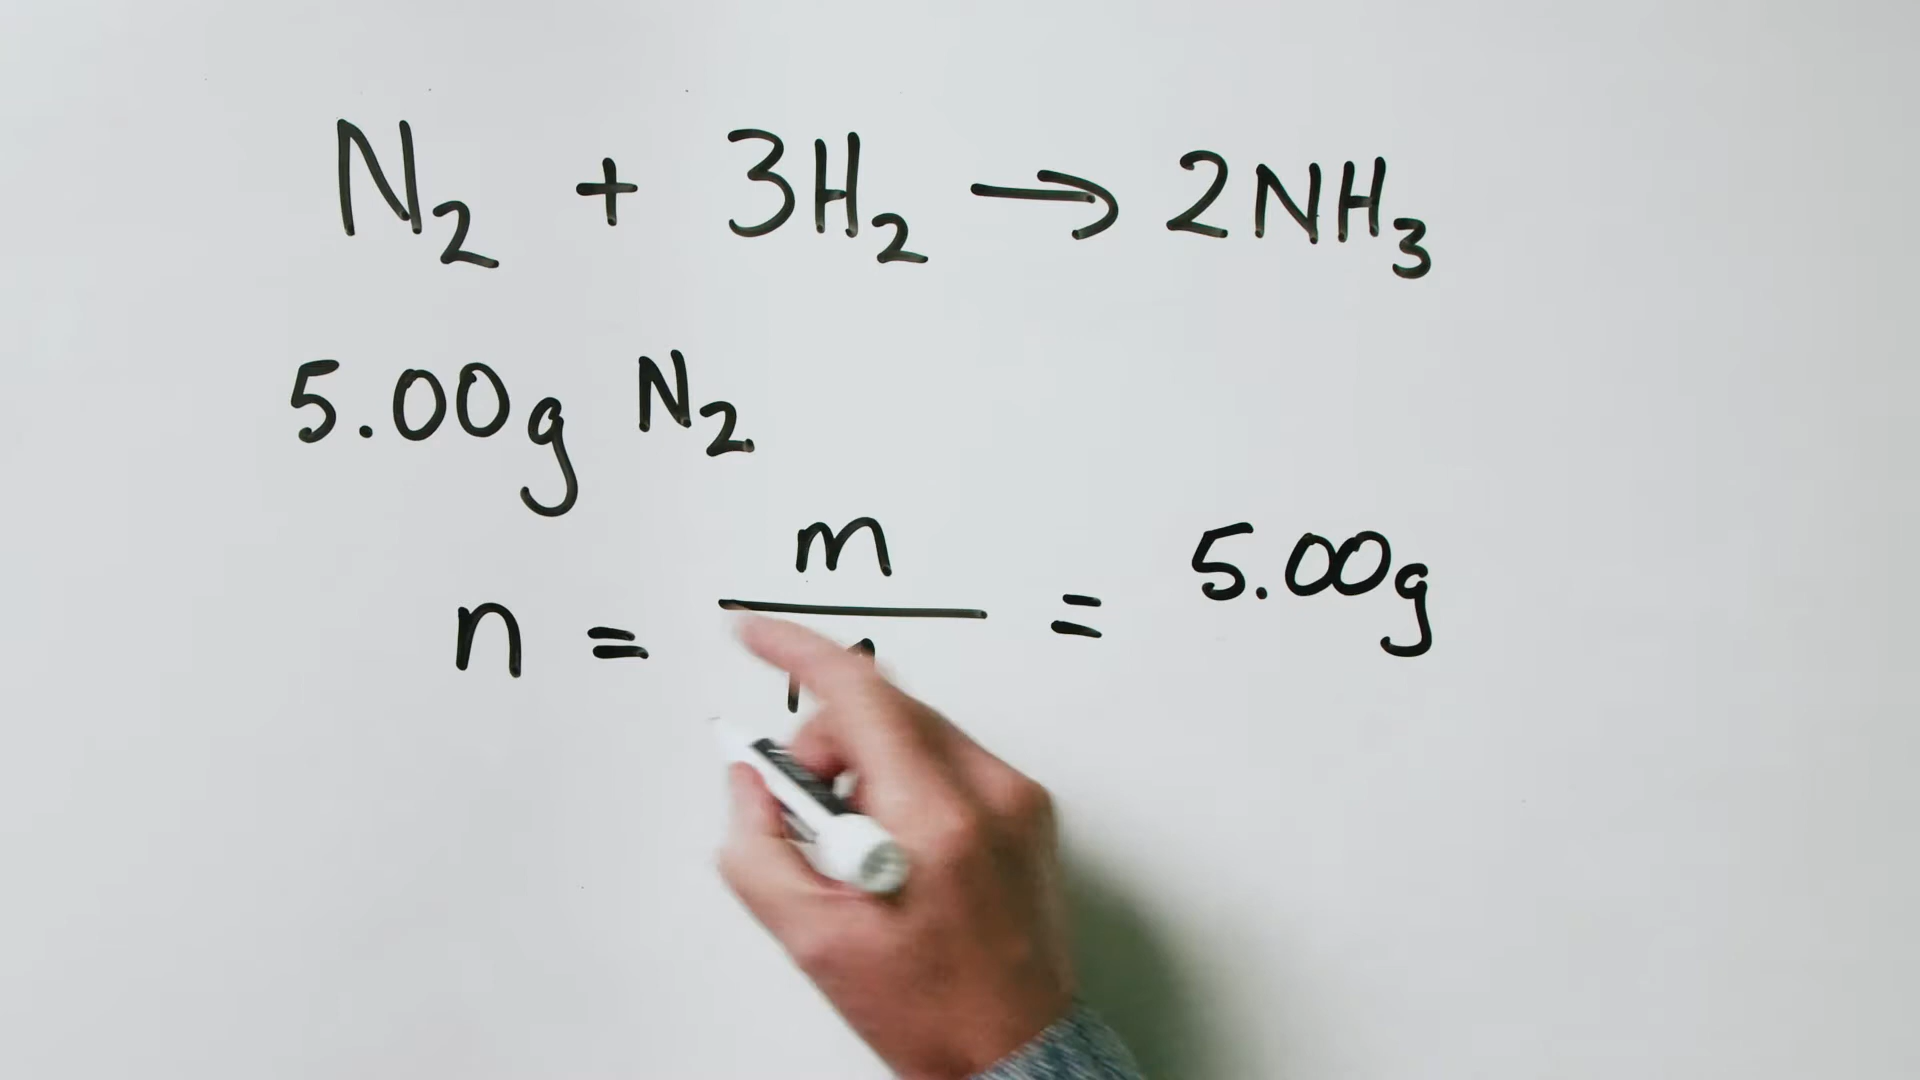 N₂ + 3H₂ → 2NH₃
5.00g N₂
n = m / = 5.00g